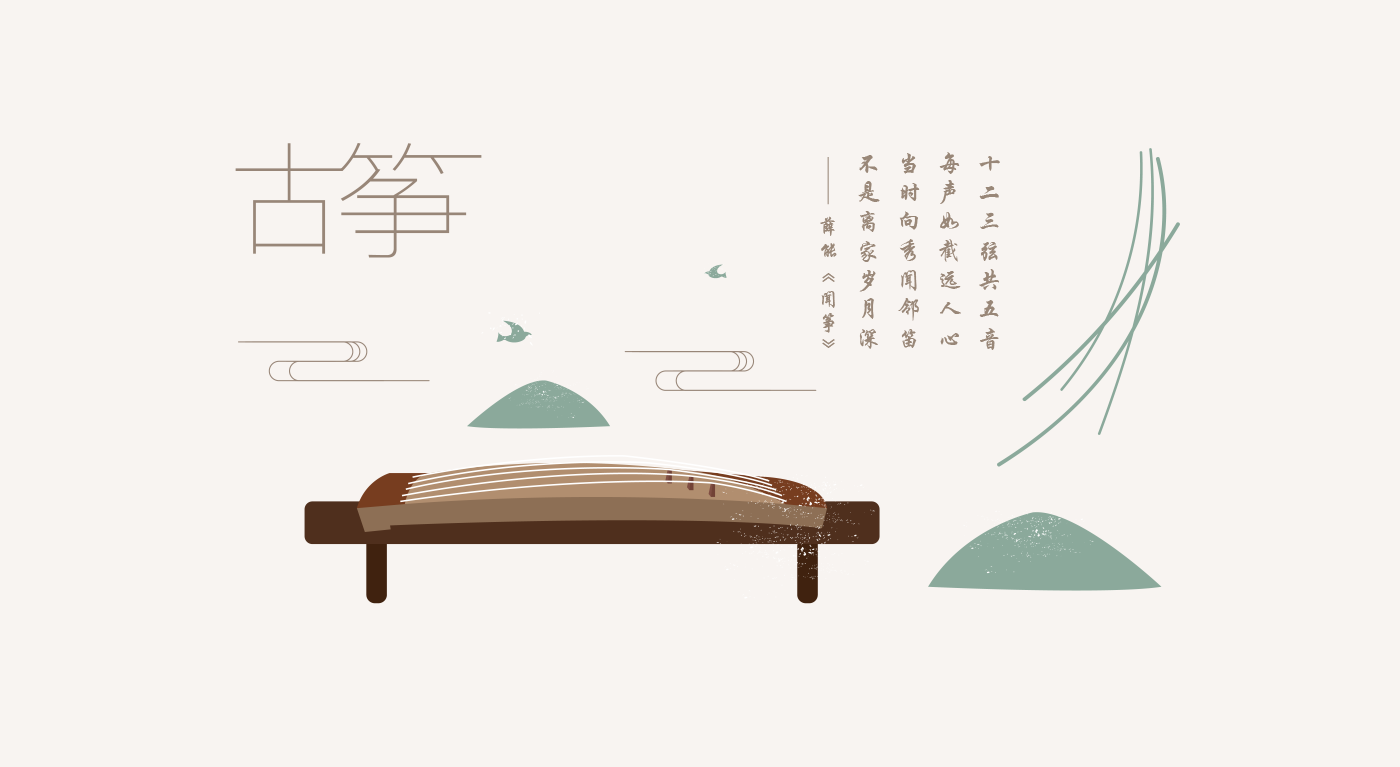 古筝
十二三弦共五音
每声如截远人心
当时向秀闻邻笛
不是离家岁月深
——薛能《闻筝》